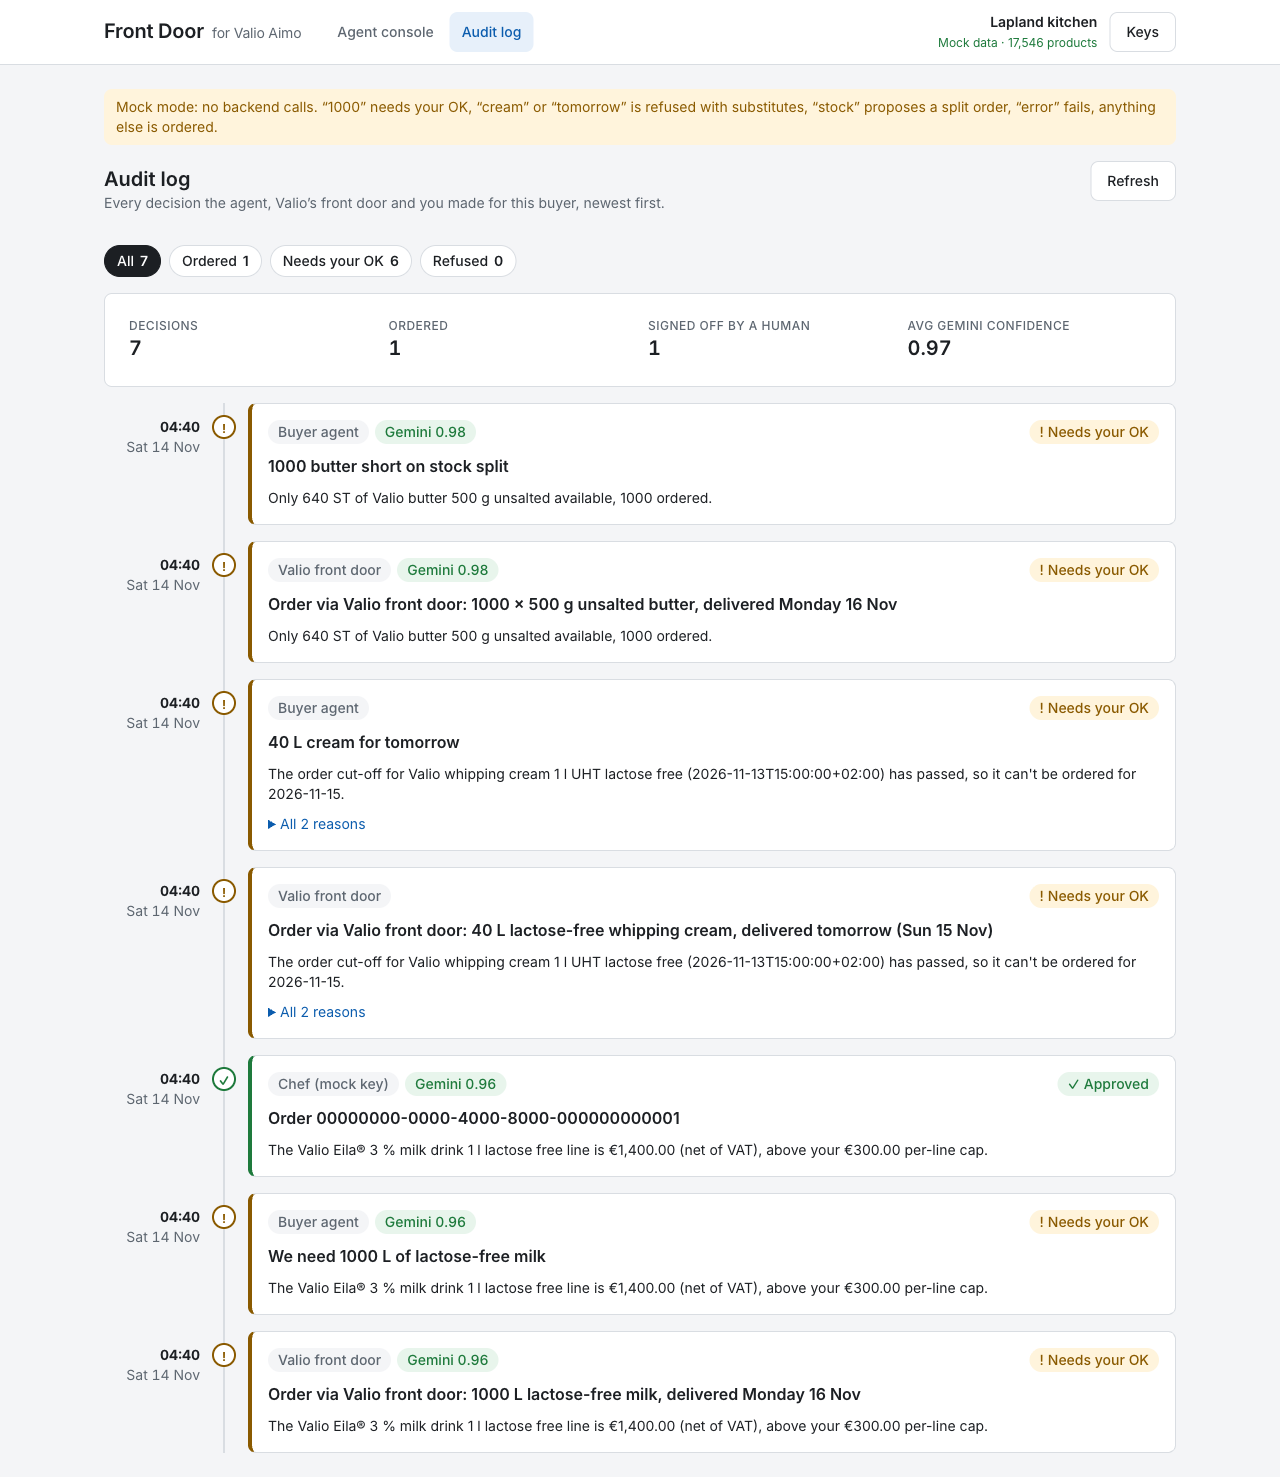 Front Door for Valio Aimo
Agent console
Audit log
Lapland kitchen
Mock data · 17,546 products
Keys
Mock mode: no backend calls. “1000” needs your OK, “cream” or “tomorrow” is refused with substitutes, “stock” proposes a split order, “error” fails, anything
else is ordered.
Audit log
Every decision the agent, Valio’s front door and you made for this buyer, newest first.
Refresh
All 7
Ordered 1
Needs your OK 6
Refused 0
DECISIONS
7
ORDERED
1
SIGNED OFF BY A HUMAN
1
AVG GEMINI CONFIDENCE
0.97
04:40
Sat 14 Nov
!
Buyer agent
Gemini 0.98
! Needs your OK
1000 butter short on stock split
Only 640 ST of Valio butter 500 g unsalted available, 1000 ordered.
04:40
Sat 14 Nov
!
Valio front door
Gemini 0.98
! Needs your OK
Order via Valio front door: 1000 × 500 g unsalted butter, delivered Monday 16 Nov
Only 640 ST of Valio butter 500 g unsalted available, 1000 ordered.
04:40
Sat 14 Nov
!
Buyer agent
! Needs your OK
40 L cream for tomorrow
The order cut-off for Valio whipping cream 1 l UHT lactose free (2026-11-13T15:00:00+02:00) has passed, so it can't be ordered for
2026-11-15.
▶ All 2 reasons
04:40
Sat 14 Nov
!
Valio front door
! Needs your OK
Order via Valio front door: 40 L lactose-free whipping cream, delivered tomorrow (Sun 15 Nov)
The order cut-off for Valio whipping cream 1 l UHT lactose free (2026-11-13T15:00:00+02:00) has passed, so it can't be ordered for
2026-11-15.
▶ All 2 reasons
04:40
Sat 14 Nov
✓
Chef (mock key)
Gemini 0.96
✓ Approved
Order 00000000-0000-4000-8000-000000000001
The Valio Eila® 3 % milk drink 1 l lactose free line is €1,400.00 (net of VAT), above your €300.00 per-line cap.
04:40
Sat 14 Nov
!
Buyer agent
Gemini 0.96
! Needs your OK
We need 1000 L of lactose-free milk
The Valio Eila® 3 % milk drink 1 l lactose free line is €1,400.00 (net of VAT), above your €300.00 per-line cap.
04:40
Sat 14 Nov
!
Valio front door
Gemini 0.96
! Needs your OK
Order via Valio front door: 1000 L lactose-free milk, delivered Monday 16 Nov
The Valio Eila® 3 % milk drink 1 l lactose free line is €1,400.00 (net of VAT), above your €300.00 per-line cap.